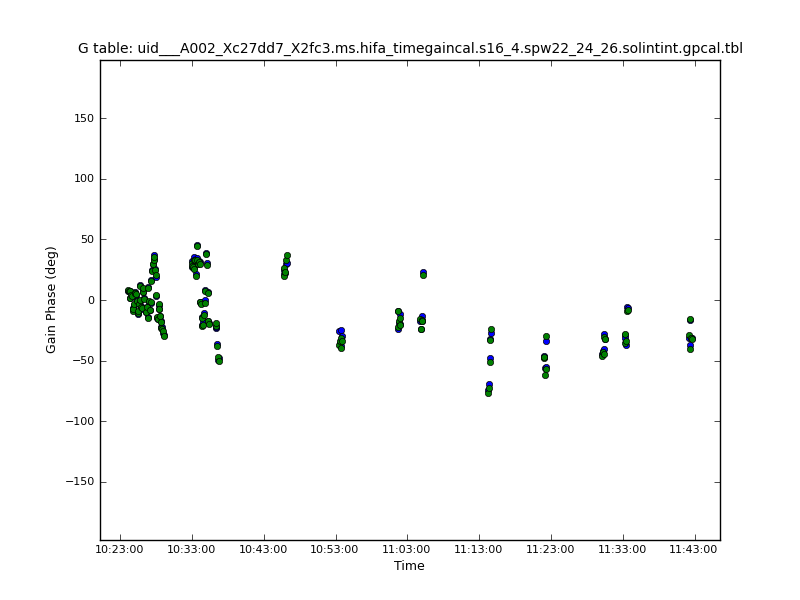 G table: uid___A002_Xc27dd7_X2fc3.ms.hifa_timegaincal.s16_4.spw22_24_26.solintint.gpcal.tbl
150
100
50
0
−50
−100
−150
Gain Phase (deg)
10:23:00 10:33:00 10:43:00 10:53:00 11:03:00 11:13:00 11:23:00 11:33:00 11:43:00
Time